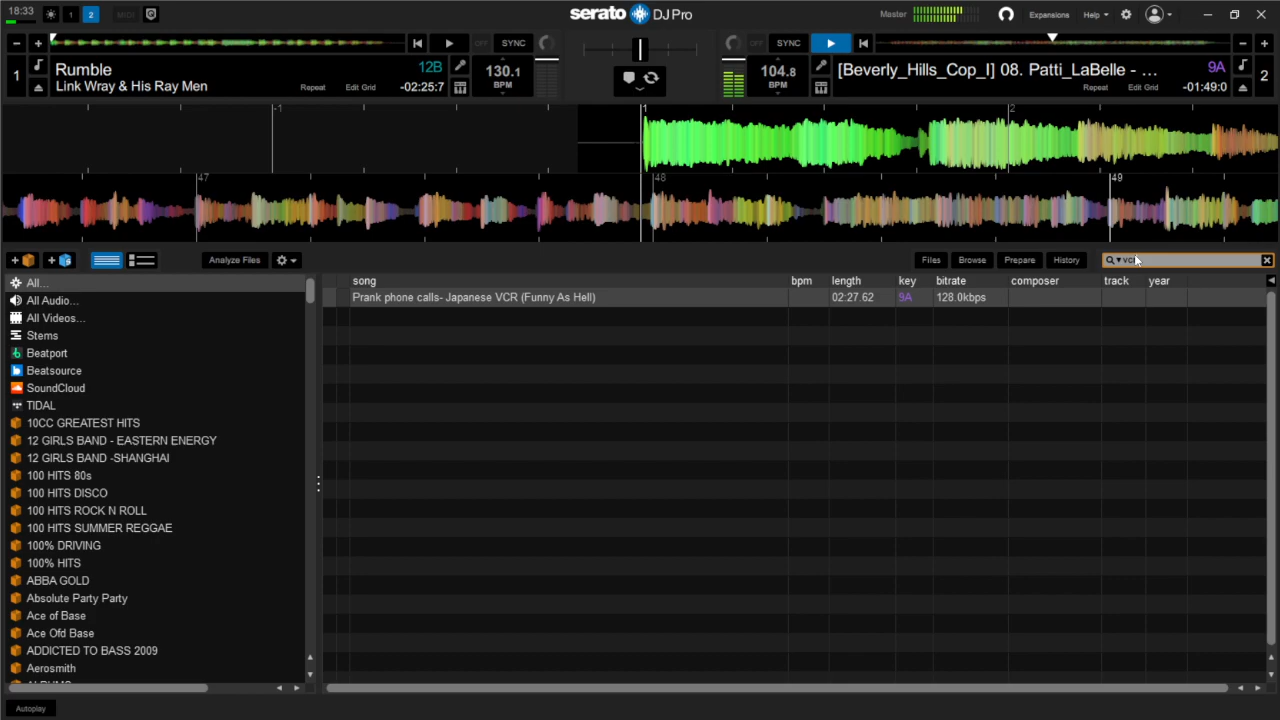 18:33
1
2
MIDI
serato DJ Pro
Master
Expansions
Help
OFF
SYNC
SYNC
1
Rumble
12B
Link Wray & His Ray Men
Repeat
Edit Grid
-02:25:7
130.1
BPM
104.8
BPM
[Beverly_Hills_Cop_I] 08. Patti_LaBelle - ...
9A
Repeat
Edit Grid
-01:49:0
2
-1
1
2
47
48
49
Analyze Files
Files
Browse
Prepare
History
vcr
All...
All Audio...
All Videos...
Stems
Beatport
Beatsource
SoundCloud
TIDAL
10CC GREATEST HITS
12 GIRLS BAND - EASTERN ENERGY
12 GIRLS BAND -SHANGHAI
100 HITS 80s
100 HITS DISCO
100 HITS ROCK N ROLL
100 HITS SUMMER REGGAE
100% DRIVING
100% HITS
ABBA GOLD
Absolute Party Party
Ace of Base
Ace Ofd Base
ADDICTED TO BASS 2009
Aerosmith
song bpm length key bitrate composer track year
Prank phone calls- Japanese VCR (Funny As Hell) 02:27.62 9A 128.0kbps
Autoplay